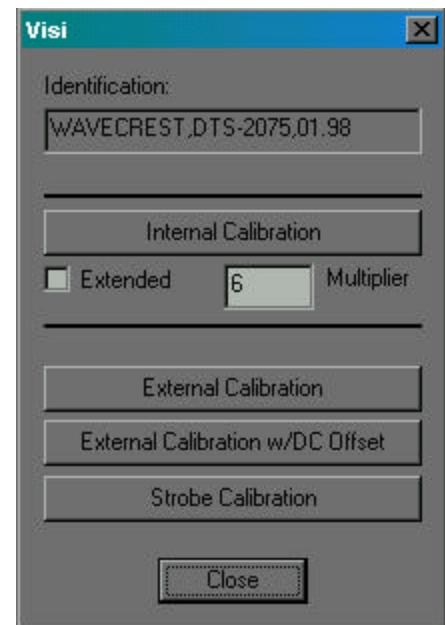 Visi
Identification:
WAVECREST,DTS-2075,01.98
Internal Calibration
Extended 6 Multiplier
External Calibration
External Calibration w/DC Offset
Strobe Calibration
Close